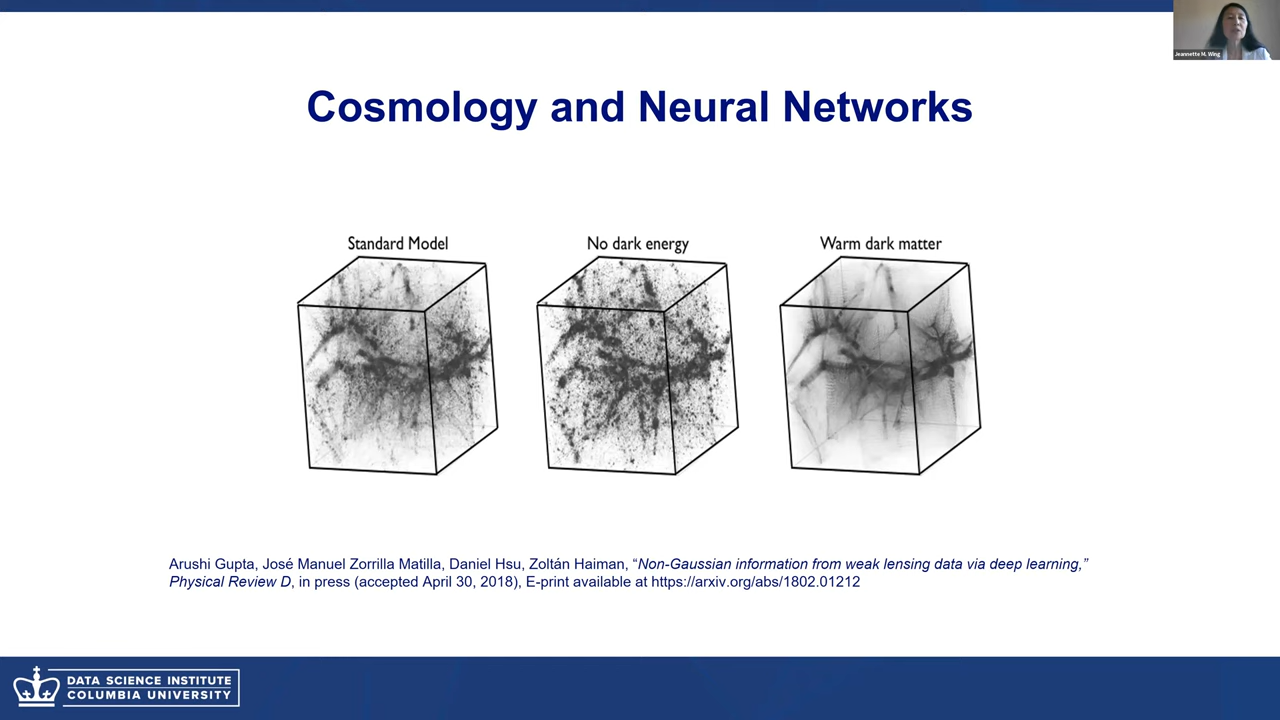 Jeannette M. Wing
Cosmology and Neural Networks
Standard Model
No dark energy
Warm dark matter
Arushi Gupta, José Manuel Zorrilla Matilla, Daniel Hsu, Zoltán Haiman, “Non-Gaussian information from weak lensing data via deep learning,”
Physical Review D, in press (accepted April 30, 2018), E-print available at https://arxiv.org/abs/1802.01212
DATA SCIENCE INSTITUTE
COLUMBIA UNIVERSITY